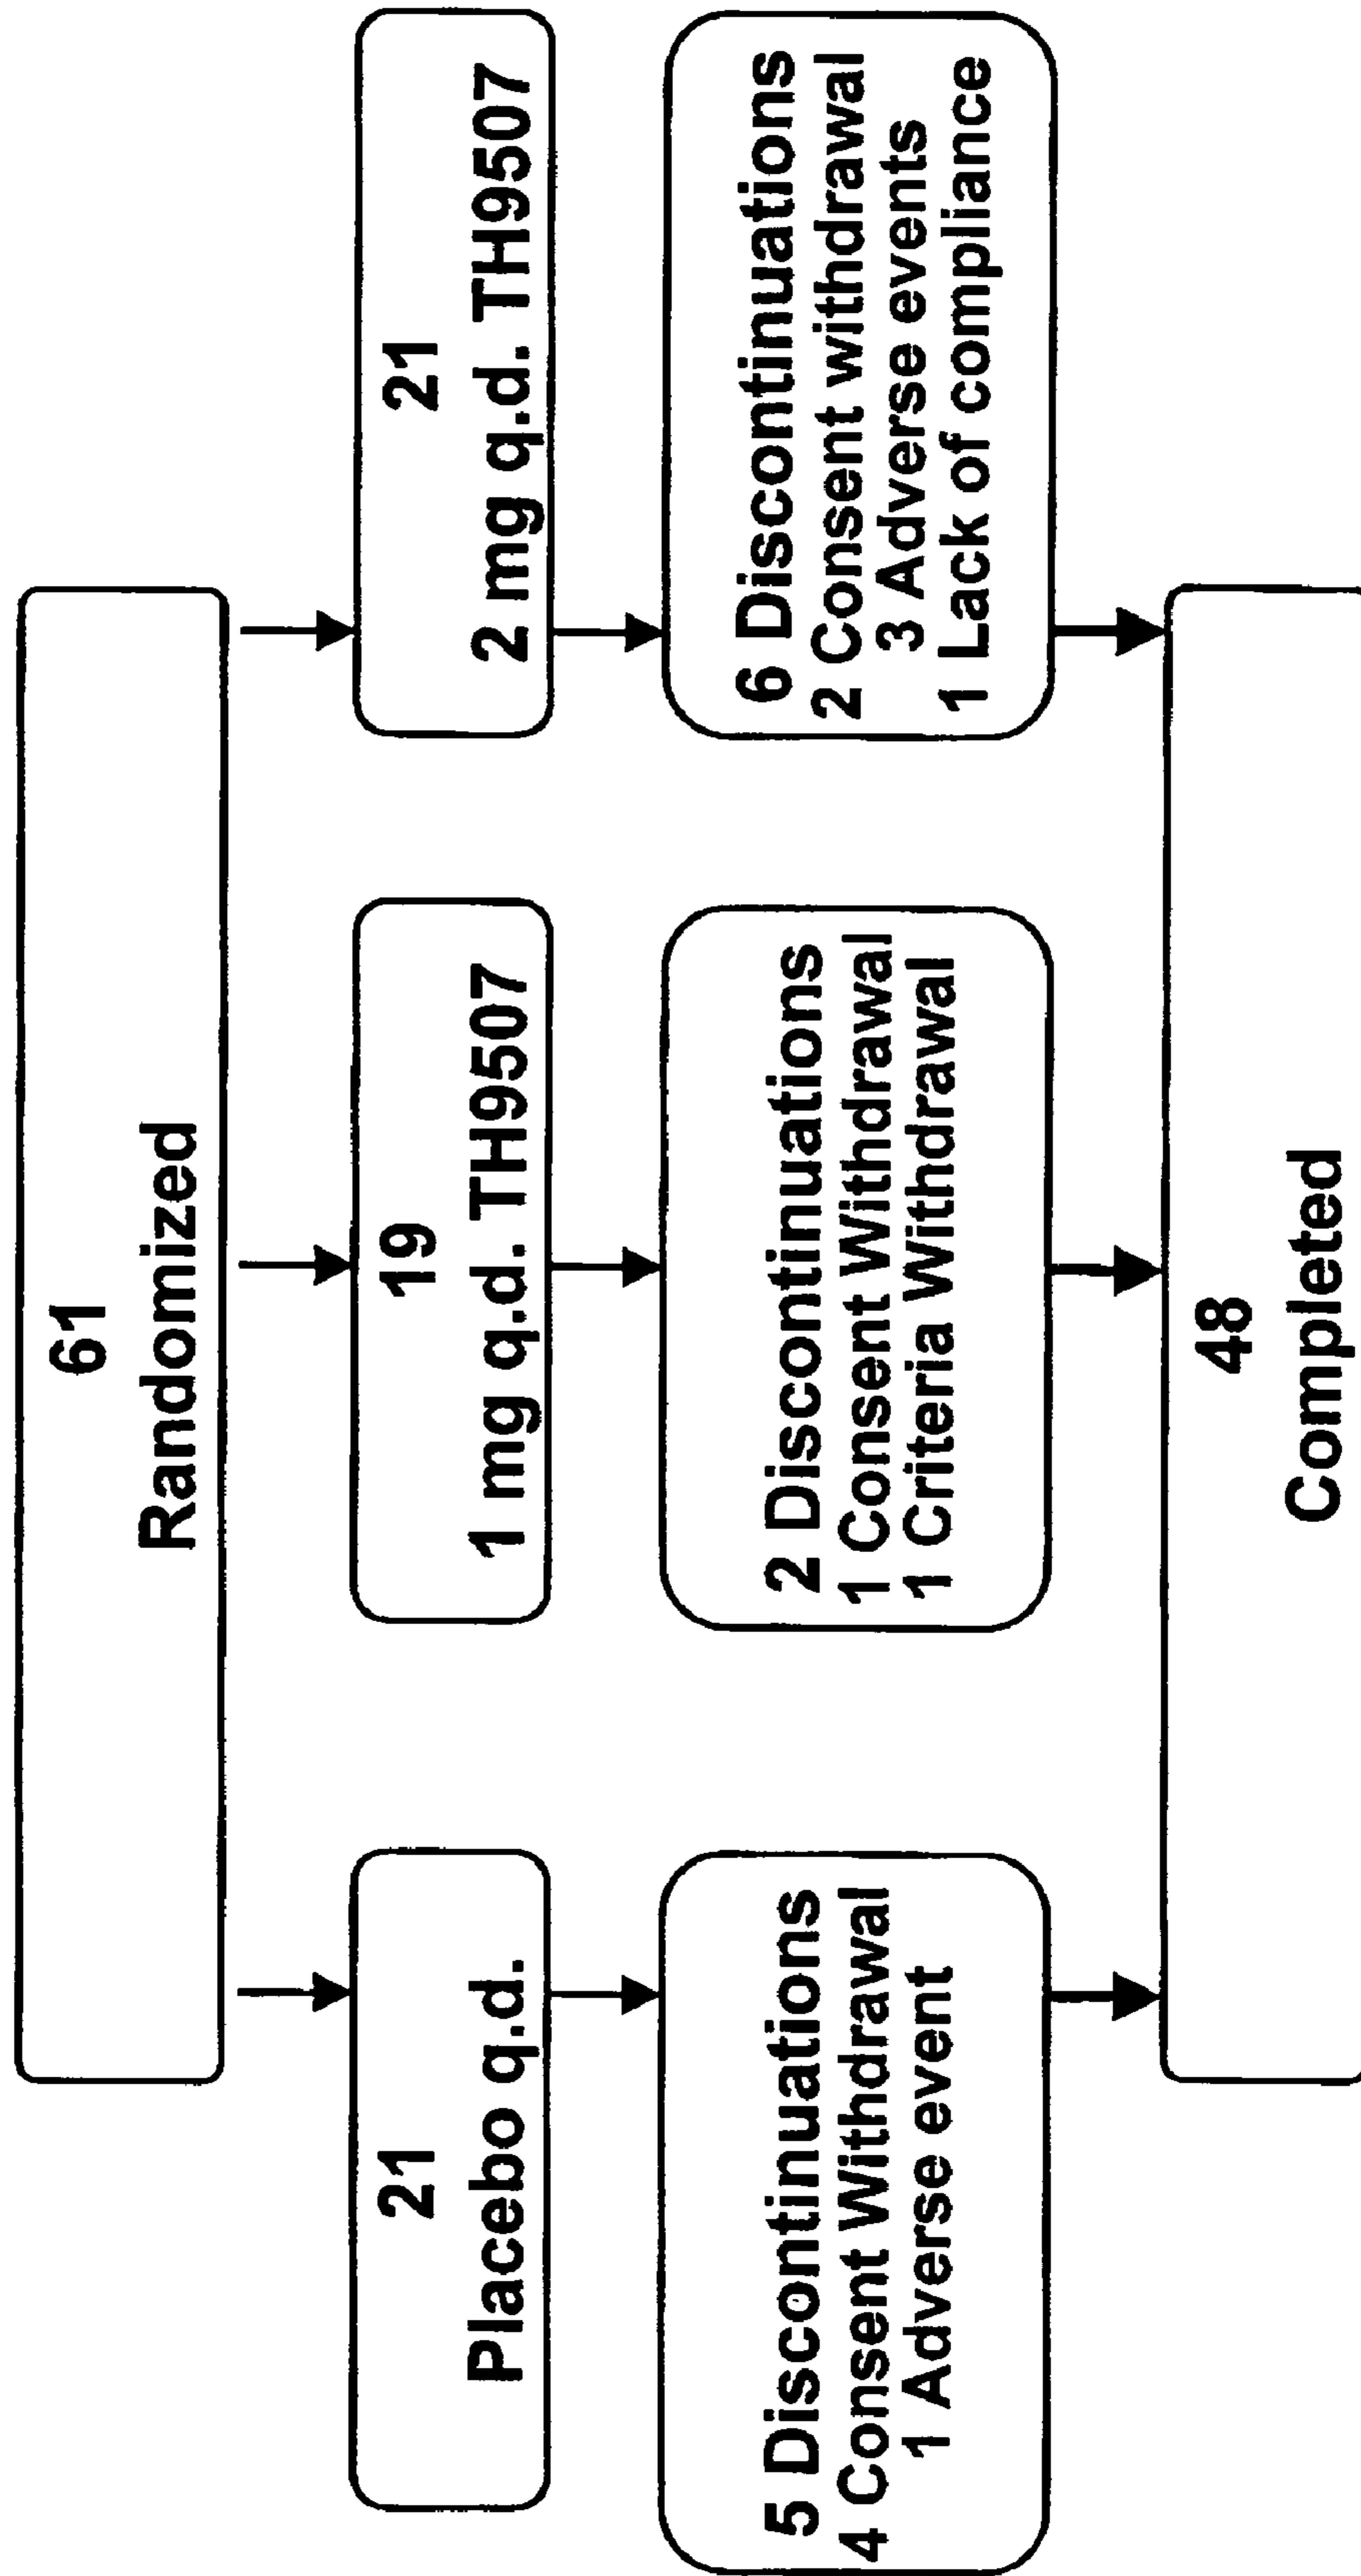 61
Randomized
21
Placebo q.d.
19
1 mg q.d. TH9507
21
2 mg q.d. TH9507
5 Discontinuations
4 Consent Withdrawal
1 Adverse event
2 Discontinuations
1 Consent Withdrawal
1 Criteria Withdrawal
6 Discontinuations
2 Consent withdrawal
3 Adverse events
1 Lack of compliance
48
Completed